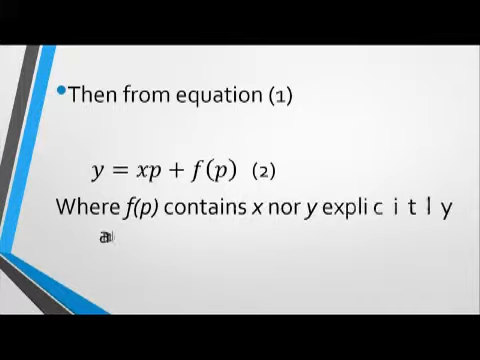 •Then from equation (1)
y = xp + f(p) (2)
Where f(p) contains x nor y explicitly